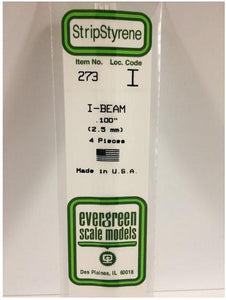 StripStyrene
Item No. Loc. Code
273 I
I-BEAM
.100"
(2.5 mm)
4 Pieces
Made in U.S.A.
evergreen
scale models
Des Plaines, IL 60018